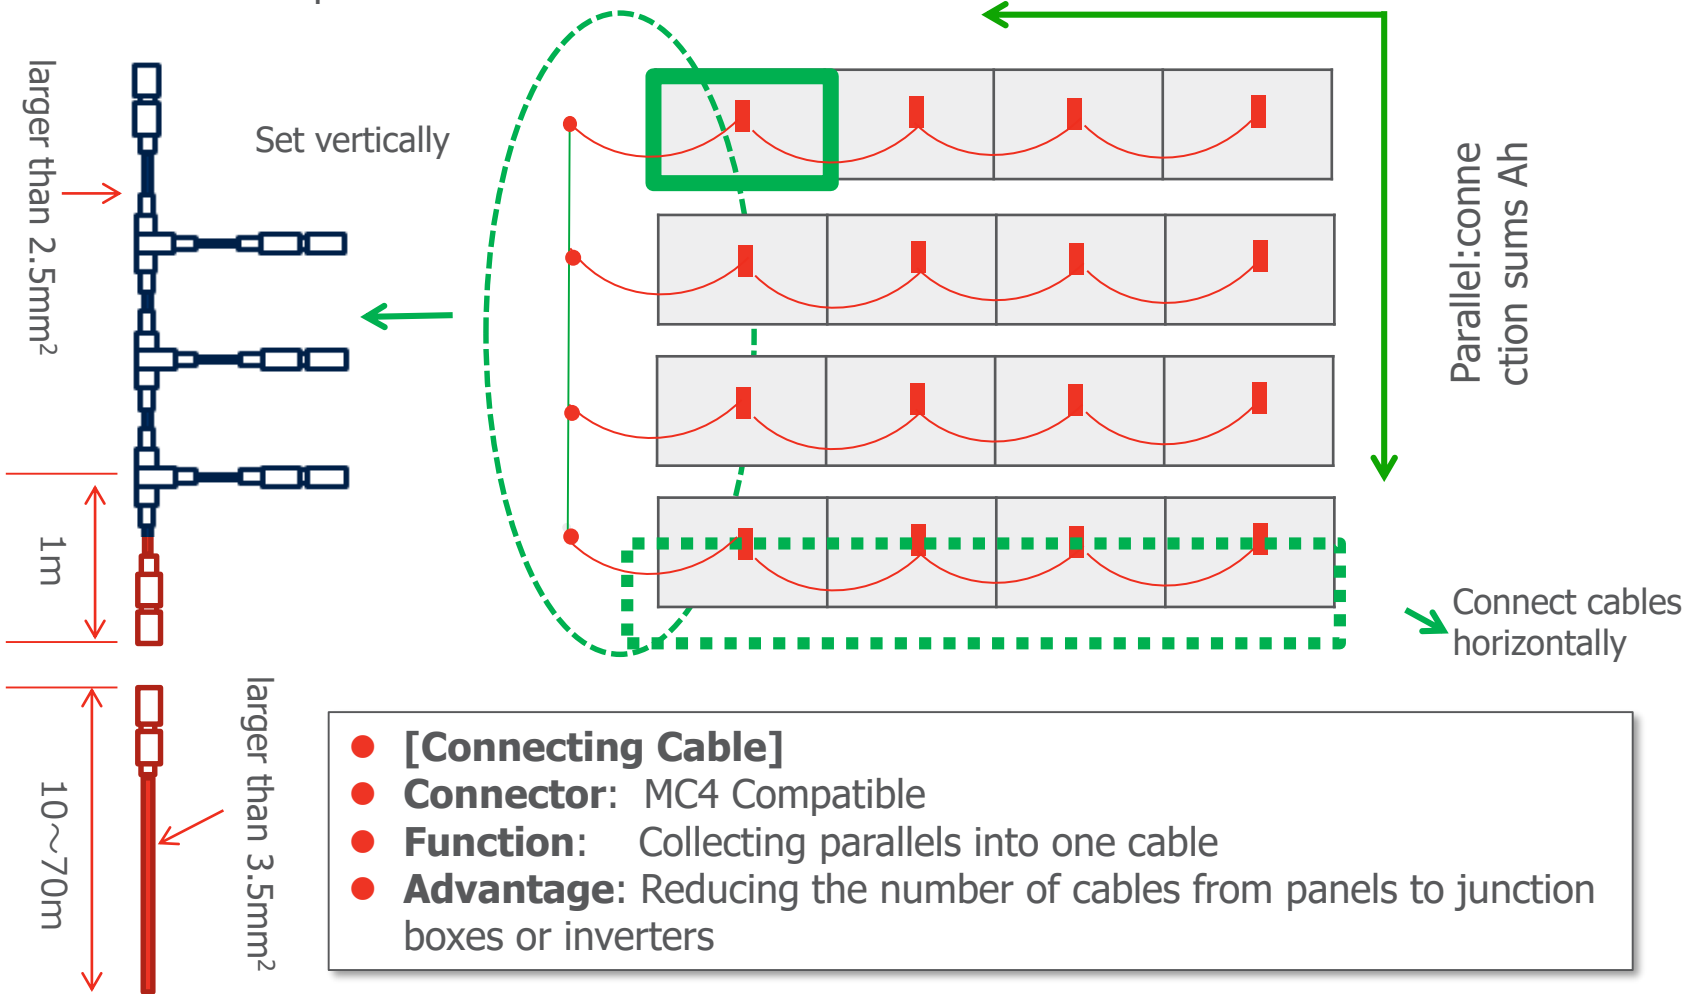 larger than 2.5mm²
Set vertically
Parallel:conne
ction sums Ah
1m
Connect cables
horizontally
10～70m
larger than 3.5mm²
[Connecting Cable]
Connector: MC4 Compatible
Function: Collecting parallels into one cable
Advantage: Reducing the number of cables from panels to junction
boxes or inverters